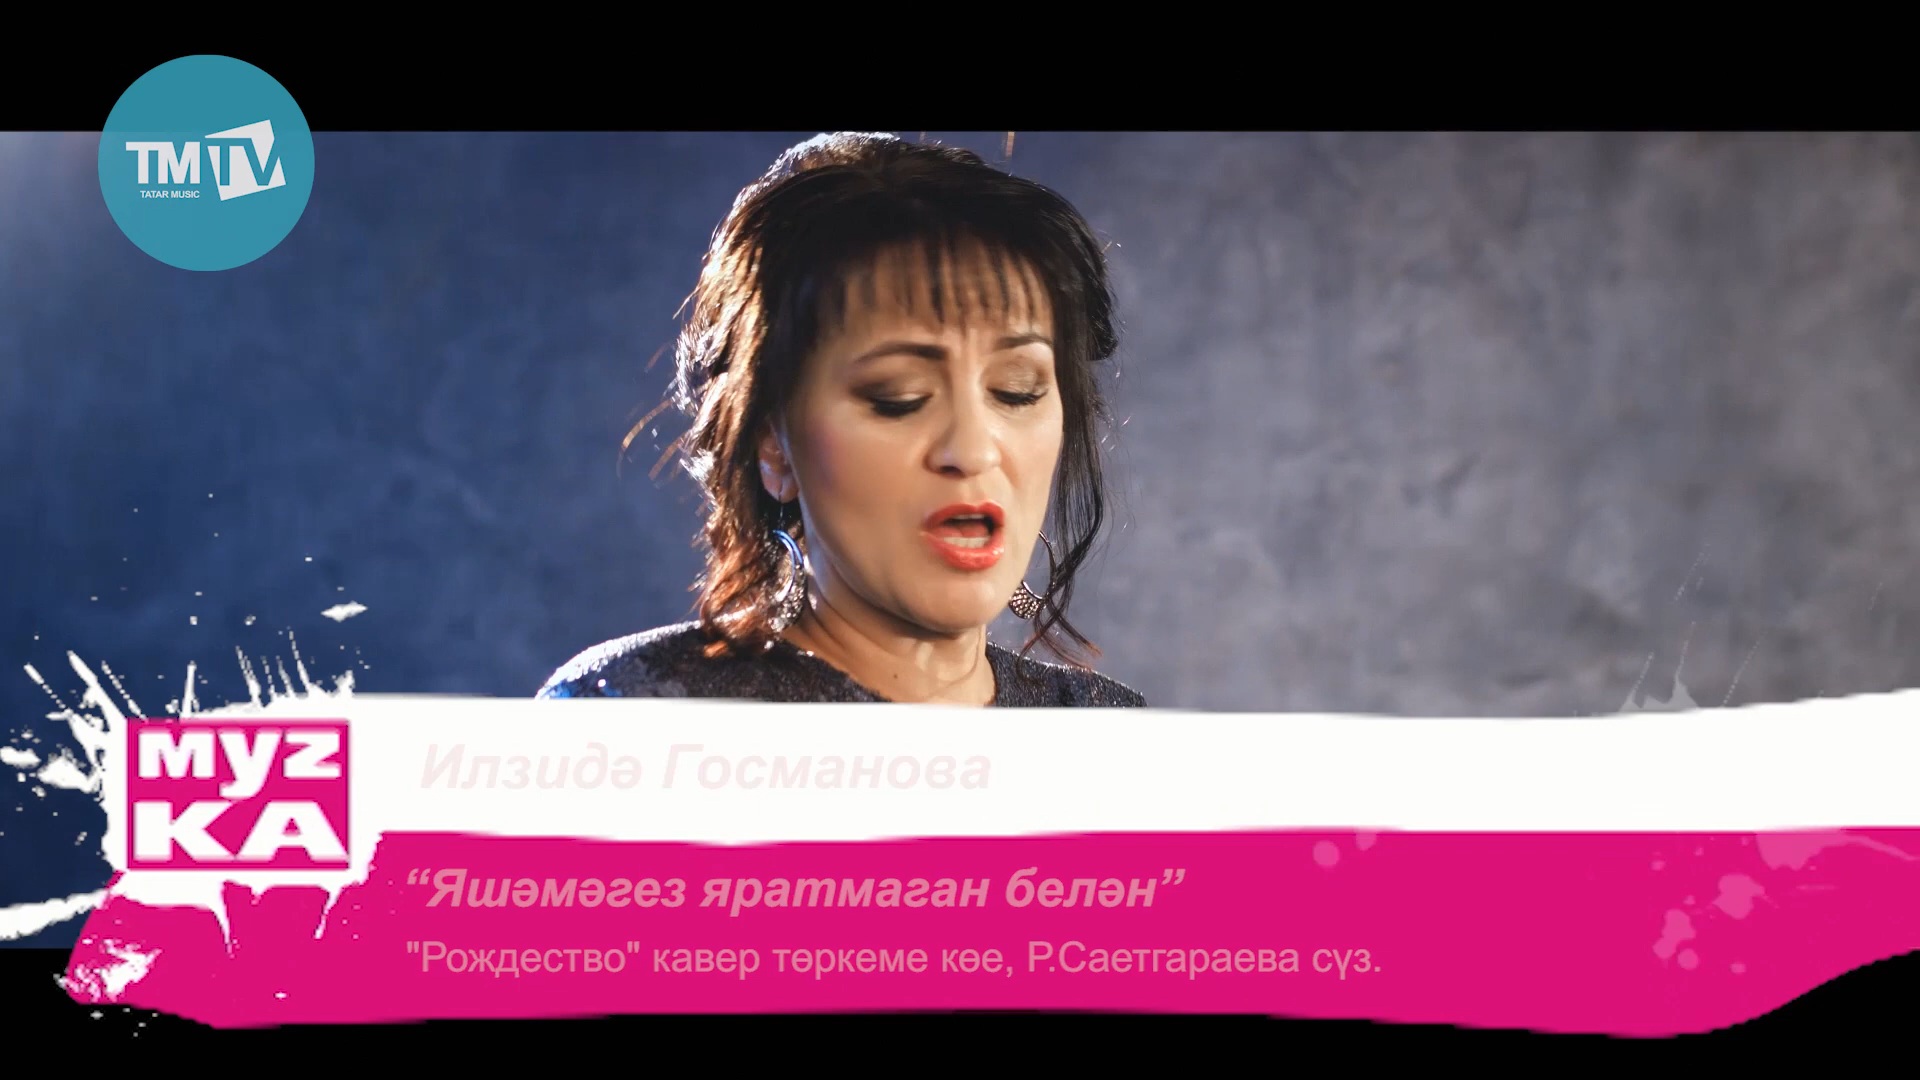 TMTV
TATAR MUSIC
муz
КА
Илзидә Госманова
“Яшәмәгез яратмаган белән”
"Рождество" кавер төркеме көе, Р.Саетгараева сүз.